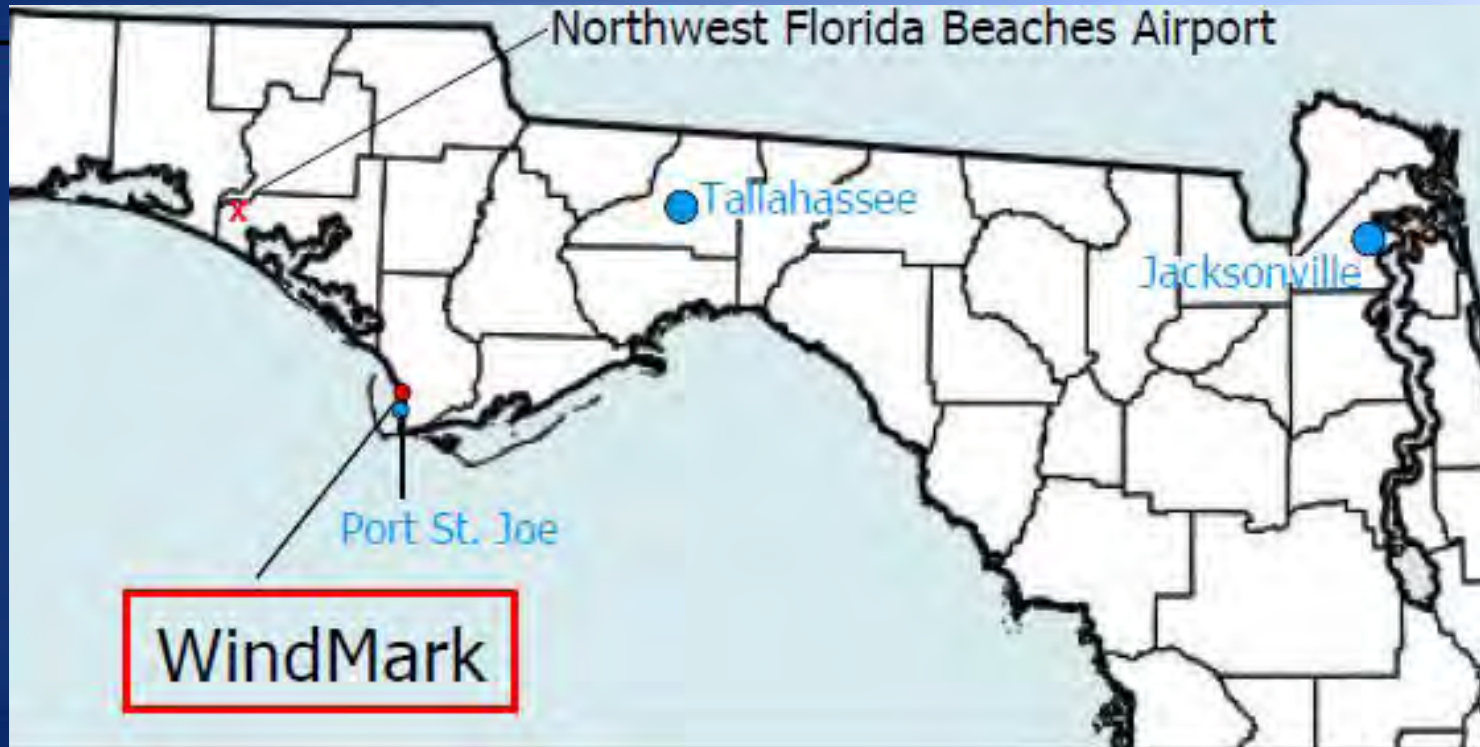 Northwest Florida Beaches Airport
x
Tallahassee
Jacksonville
Port St. Joe
WindMark